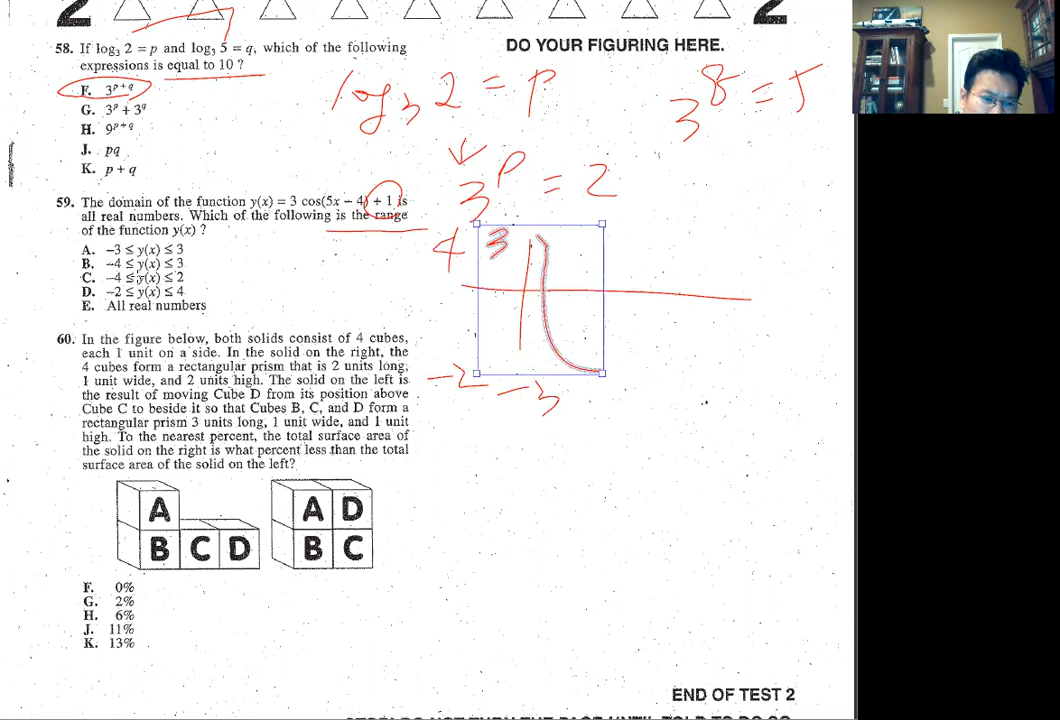 2 2
58. If log₃ 2 = p and log₃ 5 = q, which of the following
expressions is equal to 10 ?
F. 3ᵖ⁺𐞥
G. 3ᵖ + 3𐞥
H. 9ᵖ⁺𐞥
J. pq
K. p + q
59. The domain of the function y(x) = 3 cos(5x − 4) + 1 is
all real numbers. Which of the following is the range
of the function y(x) ?
A. −3 ≤ y(x) ≤ 3
B. −4 ≤ y(x) ≤ 3
C. −4 ≤ y(x) ≤ 2
D. −2 ≤ y(x) ≤ 4
E. All real numbers
60. In the figure below, both solids consist of 4 cubes,
each 1 unit on a side. In the solid on the right, the
4 cubes form a rectangular prism that is 2 units long,
1 unit wide, and 2 units high. The solid on the left is
the result of moving Cube D from its position above
Cube C to beside it so that Cubes B, C, and D form a
rectangular prism 3 units long, 1 unit wide, and 1 unit
high. To the nearest percent, the total surface area of
the solid on the right is what percent less than the total
surface area of the solid on the left?
A A D
B C D B C
F. 0%
G. 2%
H. 6%
J. 11%
K. 13%
DO YOUR FIGURING HERE.
log₃ 2 = p
3⁸ = 5
3ᵖ = 2
4 3
−2 −3
END OF TEST 2